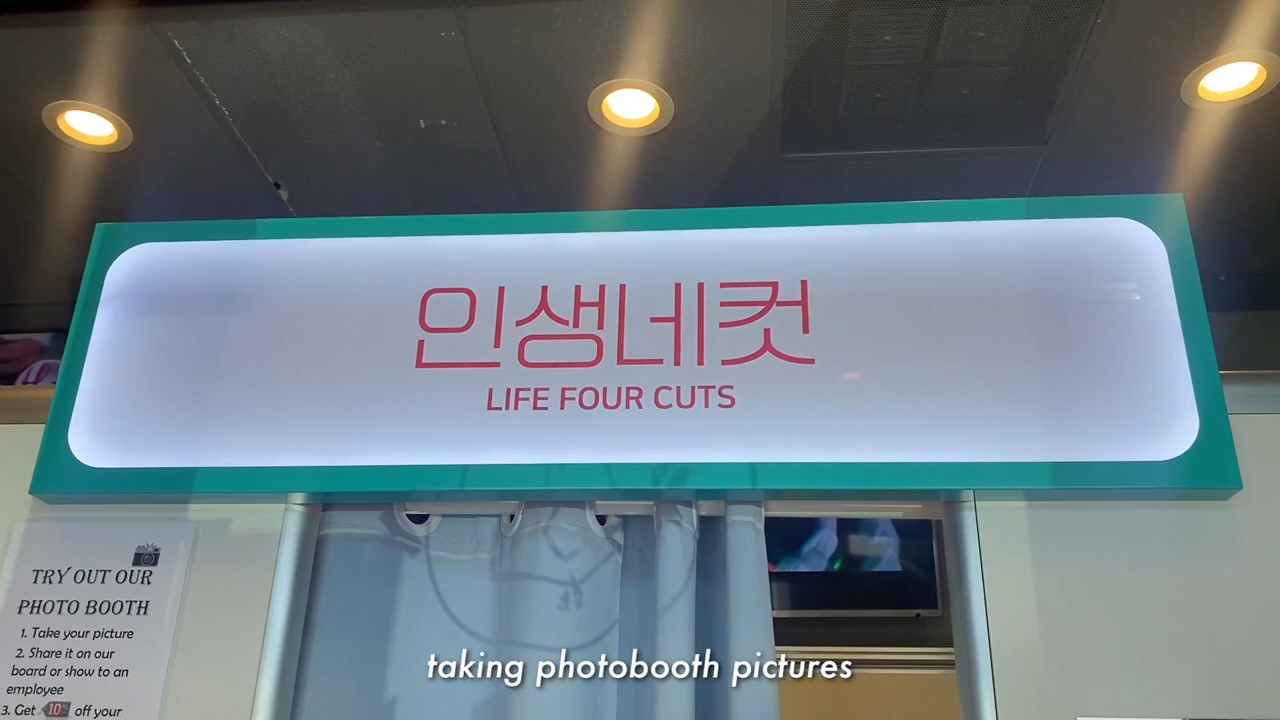 인생네컷
LIFE FOUR CUTS
TRY OUT OUR
PHOTO BOOTH
1. Take your picture
2. Share it on our
board or show to an
employee
3. Get 10% off your
taking photobooth pictures